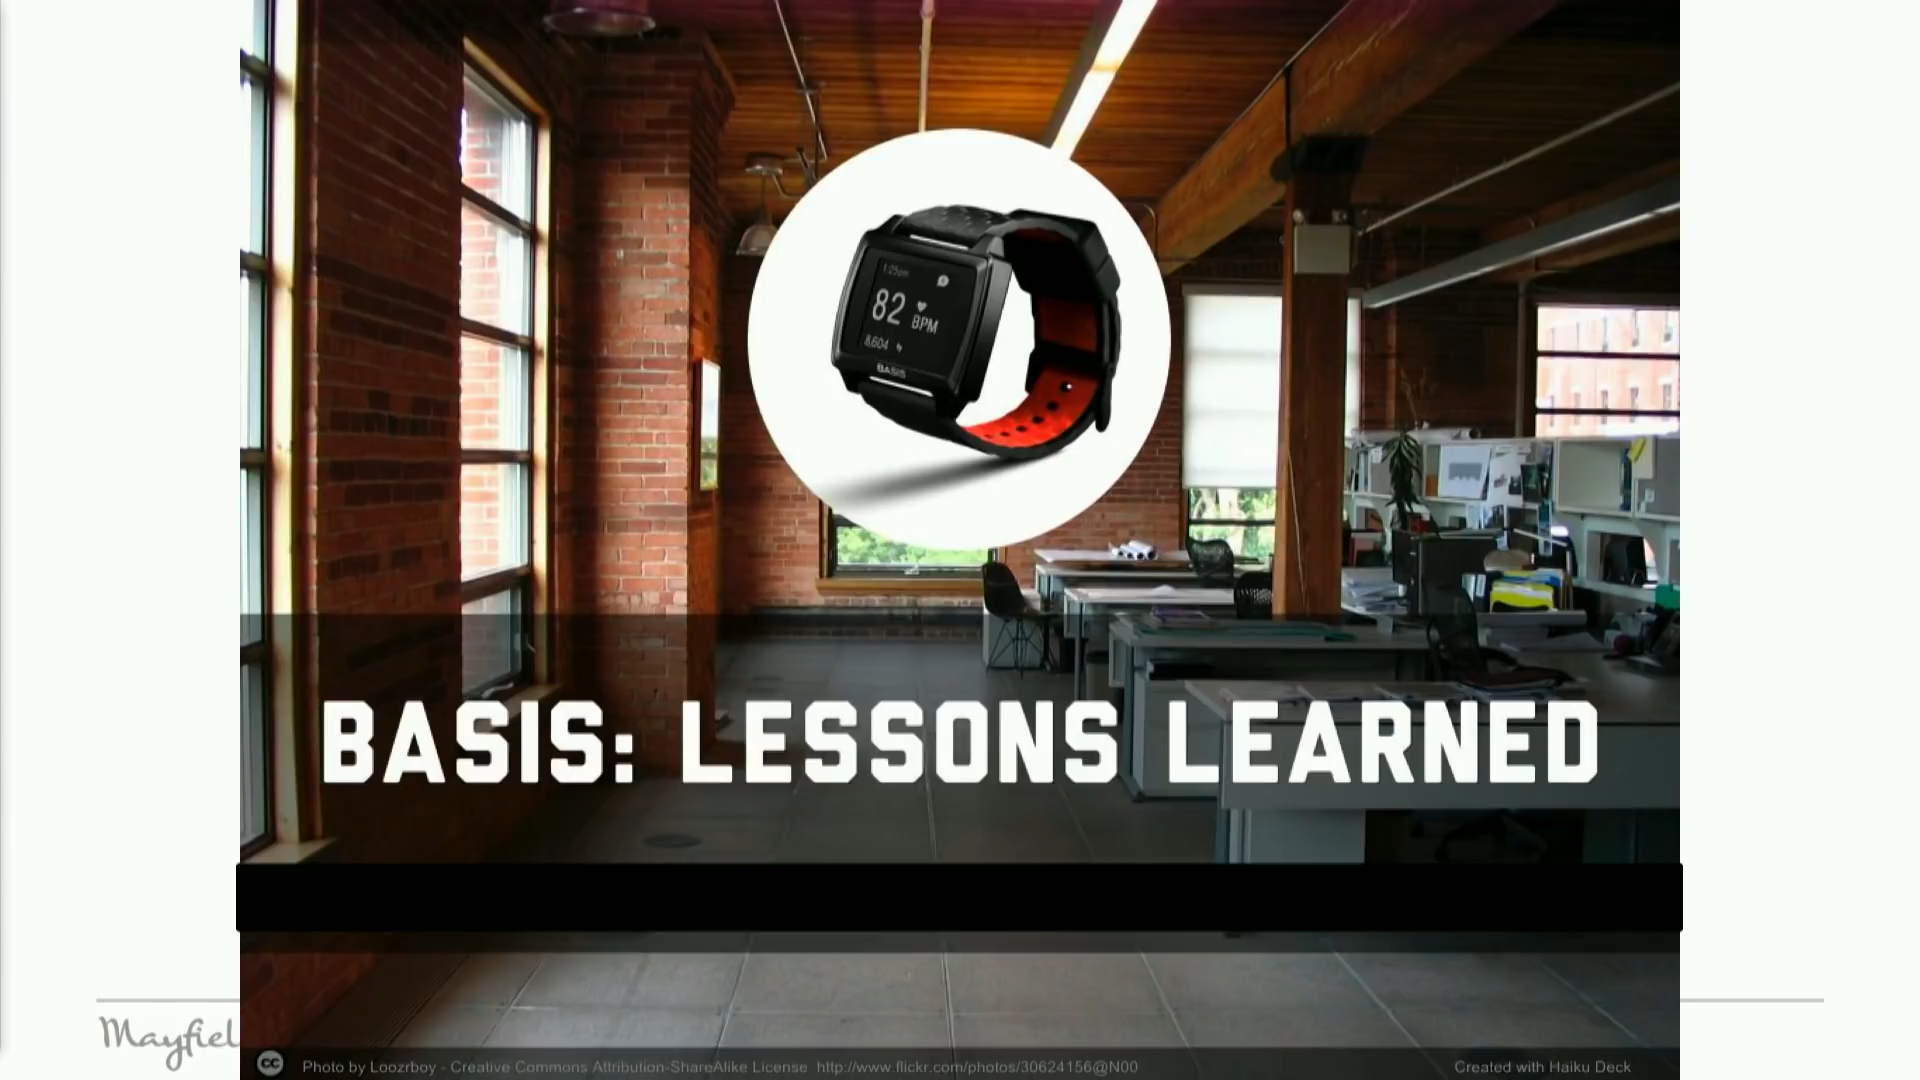 1:25pm
82
BPM
8,604
BASIS
BASIS: LESSONS LEARNED
Mayfiel
cc
Photo by Loozrboy - Creative Commons Attribution-ShareAlike License http://www.flickr.com/photos/30624156@N00
Created with Haiku Deck